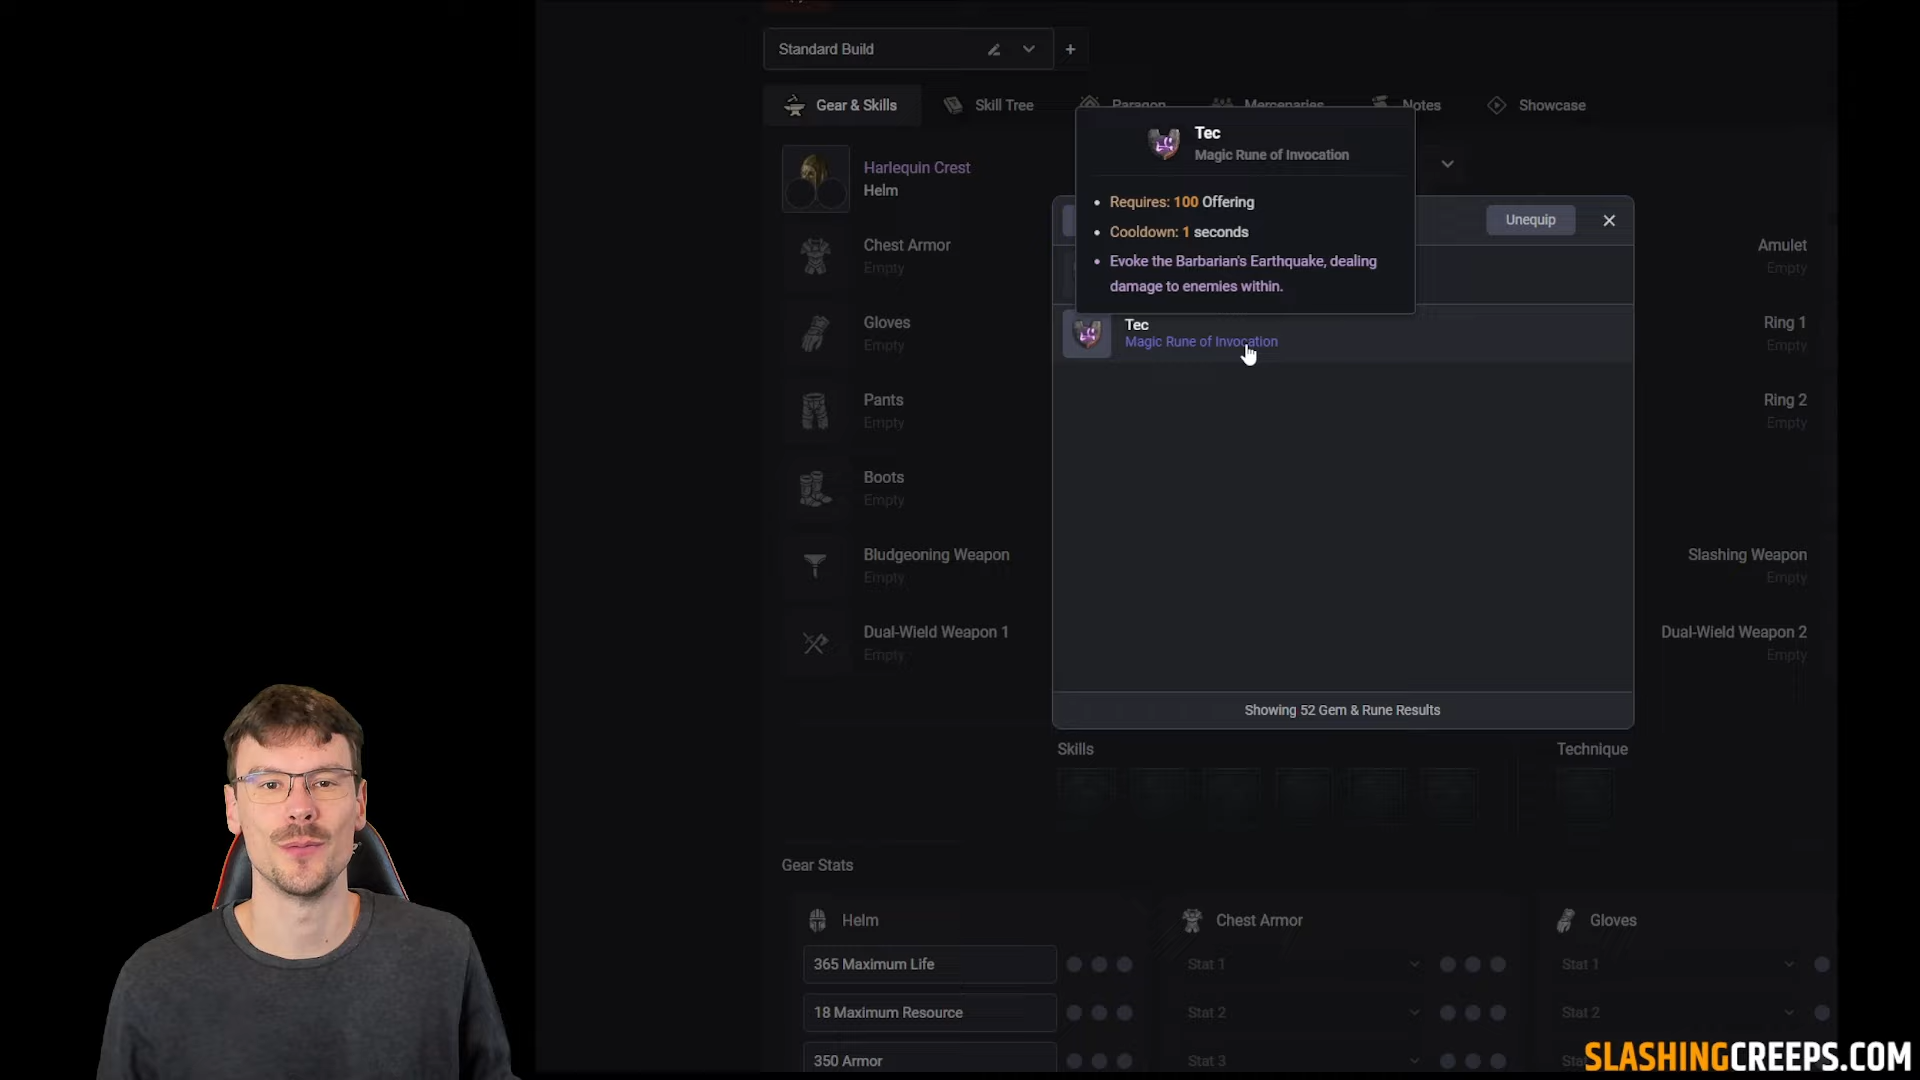 Standard Build
+
Gear & Skills
Skill Tree
Paragon
Mercenaries
Notes
Showcase
Tec
Magic Rune of Invocation
Requires: 100 Offering
Cooldown: 1 seconds
Evoke the Barbarian's Earthquake, dealing
damage to enemies within.
Unequip
Tec
Magic Rune of Invocation
Showing 52 Gem & Rune Results
Harlequin Crest
Helm
Chest Armor
Empty
Gloves
Empty
Pants
Empty
Boots
Empty
Bludgeoning Weapon
Empty
Dual-Wield Weapon 1
Empty
Amulet
Empty
Ring 1
Empty
Ring 2
Empty
Slashing Weapon
Empty
Dual-Wield Weapon 2
Empty
Skills
Technique
Gear Stats
Helm
365 Maximum Life
18 Maximum Resource
350 Armor
Chest Armor
Stat 1
Stat 2
Stat 3
Gloves
Stat 1
Stat 2
SLASHINGCREEPS.COM